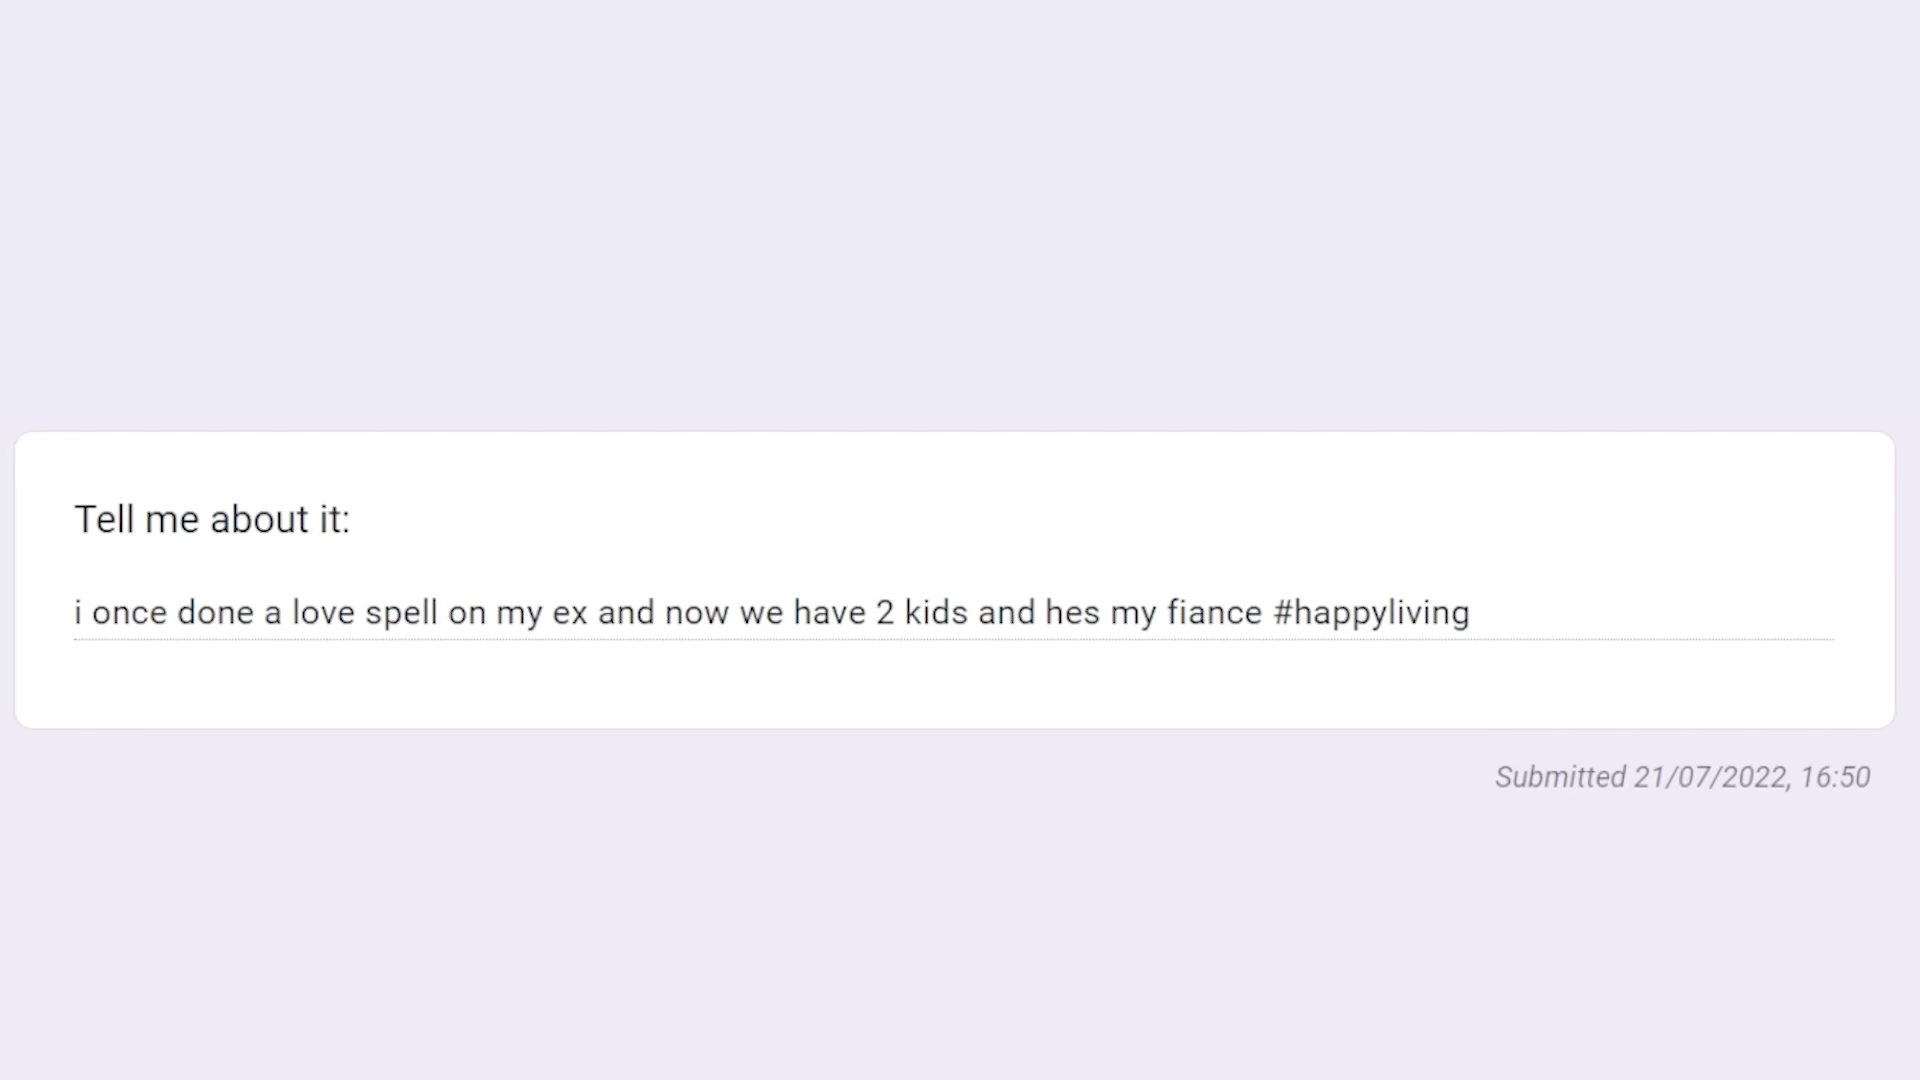 Tell me about it:
i once done a love spell on my ex and now we have 2 kids and hes my fiance #happyliving
Submitted 21/07/2022, 16:50